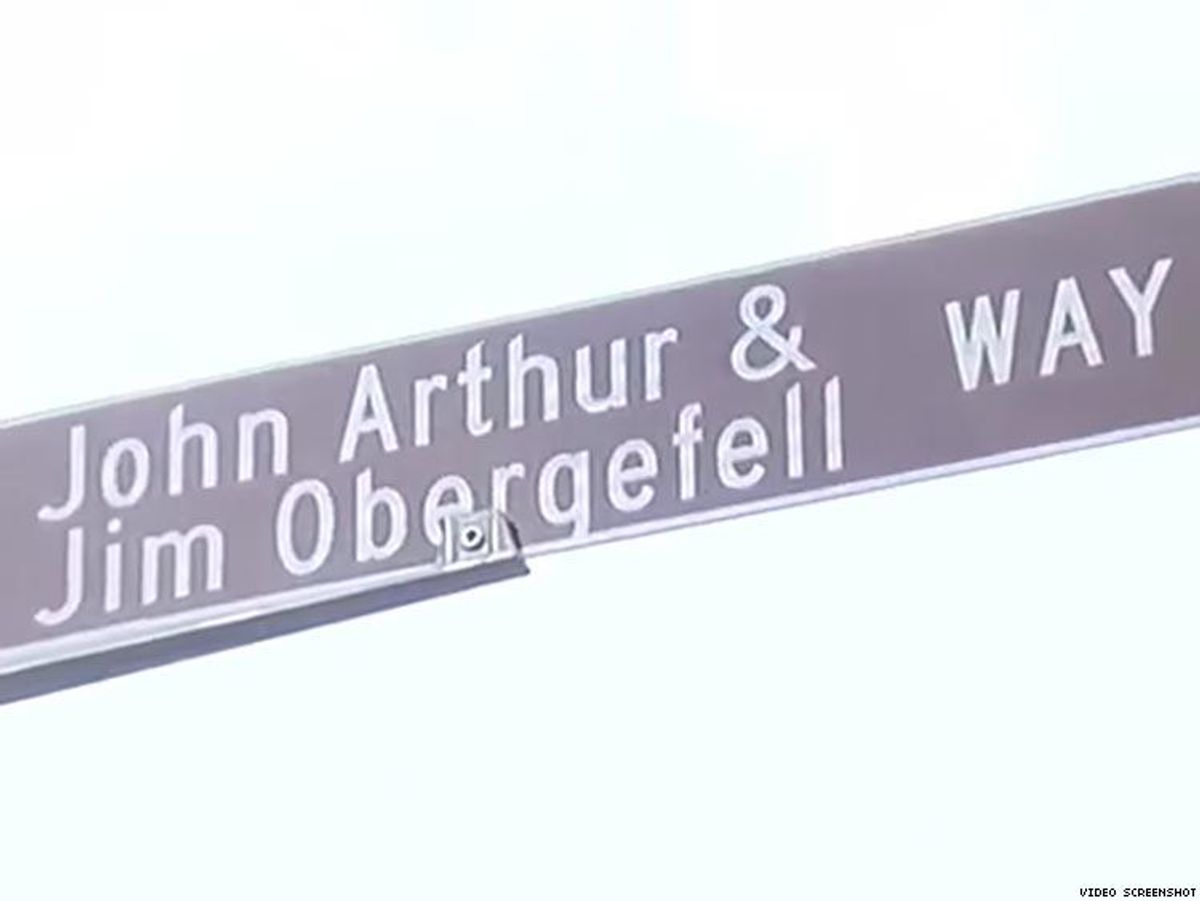 John Arthur & WAY
Jim Obergefell
VIDEO SCREENSHOT